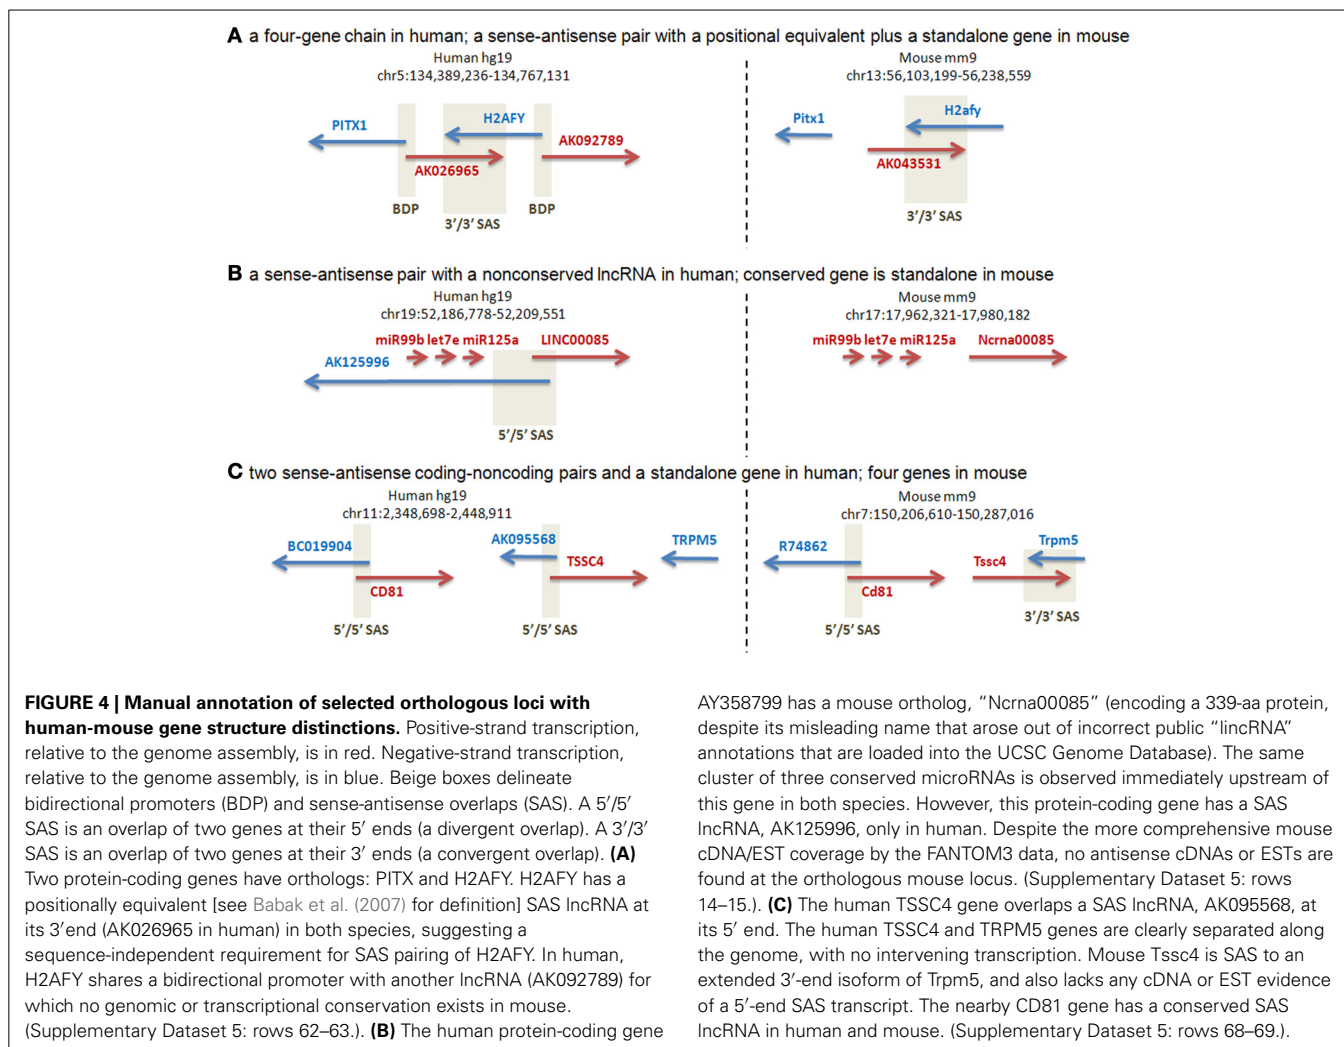 A a four-gene chain in human; a sense-antisense pair with a positional equivalent plus a standalone gene in mouse
Human hg19
chr5:134,389,236-134,767,131
Mouse mm9
chr13:56,103,199-56,238,559
PITX1
H2AFY
AK092789
AK026965
BDP
3′/3′ SAS
BDP
Pitx1
H2afy
AK043531
3′/3′ SAS
B a sense-antisense pair with a nonconserved lncRNA in human; conserved gene is standalone in mouse
Human hg19
chr19:52,186,778-52,209,551
Mouse mm9
chr17:17,962,321-17,980,182
miR99b let7e miR125a LINC00085
AK125996
5′/5′ SAS
miR99b let7e miR125a Ncrna00085
C two sense-antisense coding-noncoding pairs and a standalone gene in human; four genes in mouse
Human hg19
chr11:2,348,698-2,448,911
Mouse mm9
chr7:150,206,610-150,287,016
BC019904
CD81
AK095568
TSSC4
TRPM5
5′/5′ SAS
5′/5′ SAS
R74862
Cd81
Tssc4
Trpm5
5′/5′ SAS
3′/3′ SAS
FIGURE 4 | Manual annotation of selected orthologous loci with
human-mouse gene structure distinctions. Positive-strand transcription,
relative to the genome assembly, is in red. Negative-strand transcription,
relative to the genome assembly, is in blue. Beige boxes delineate
bidirectional promoters (BDP) and sense-antisense overlaps (SAS). A 5′/5′
SAS is an overlap of two genes at their 5′ ends (a divergent overlap). A 3′/3′
SAS is an overlap of two genes at their 3′ ends (a convergent overlap). (A)
Two protein-coding genes have orthologs: PITX and H2AFY. H2AFY has a
positionally equivalent [see Babak et al. (2007) for definition] SAS lncRNA at
its 3′end (AK026965 in human) in both species, suggesting a
sequence-independent requirement for SAS pairing of H2AFY. In human,
H2AFY shares a bidirectional promoter with another lncRNA (AK092789) for
which no genomic or transcriptional conservation exists in mouse.
(Supplementary Dataset 5: rows 62–63.). (B) The human protein-coding gene
AY358799 has a mouse ortholog, “Ncrna00085” (encoding a 339-aa protein,
despite its misleading name that arose out of incorrect public “lincRNA”
annotations that are loaded into the UCSC Genome Database). The same
cluster of three conserved microRNAs is observed immediately upstream of
this gene in both species. However, this protein-coding gene has a SAS
lncRNA, AK125996, only in human. Despite the more comprehensive mouse
cDNA/EST coverage by the FANTOM3 data, no antisense cDNAs or ESTs are
found at the orthologous mouse locus. (Supplementary Dataset 5: rows
14–15.). (C) The human TSSC4 gene overlaps a SAS lncRNA, AK095568, at
its 5′ end. The human TSSC4 and TRPM5 genes are clearly separated along
the genome, with no intervening transcription. Mouse Tssc4 is SAS to an
extended 3′-end isoform of Trpm5, and also lacks any cDNA or EST evidence
of a 5′-end SAS transcript. The nearby CD81 gene has a conserved SAS
lncRNA in human and mouse. (Supplementary Dataset 5: rows 68–69.).